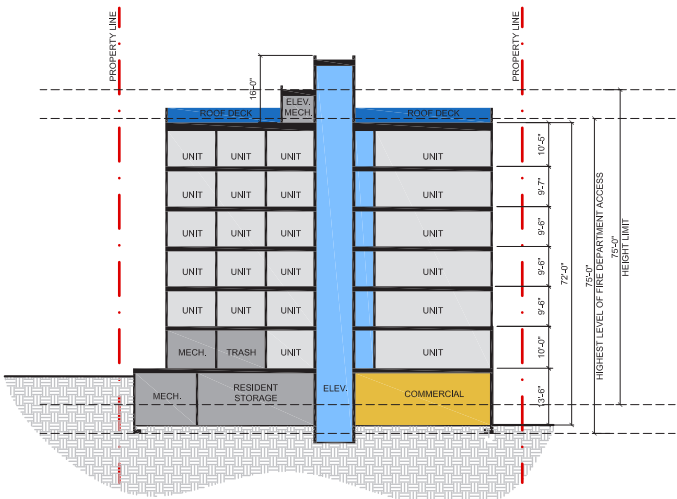 PROPERTY LINE
PROPERTY LINE
16'-0"
ELEV.
MECH.
ROOF DECK
ROOF DECK
UNIT UNIT UNIT UNIT
10'-5"
UNIT UNIT UNIT UNIT
9'-7"
UNIT UNIT UNIT UNIT
9'-6"
UNIT UNIT UNIT UNIT
9'-6"
UNIT UNIT UNIT UNIT
9'-6"
MECH. TRASH UNIT UNIT
10'-0"
MECH.
RESIDENT
STORAGE
ELEV.
COMMERCIAL
13'-6"
72'-0"
75'-0"
HIGHEST LEVEL OF FIRE DEPARTMENT ACCESS
75'-0"
HEIGHT LIMIT